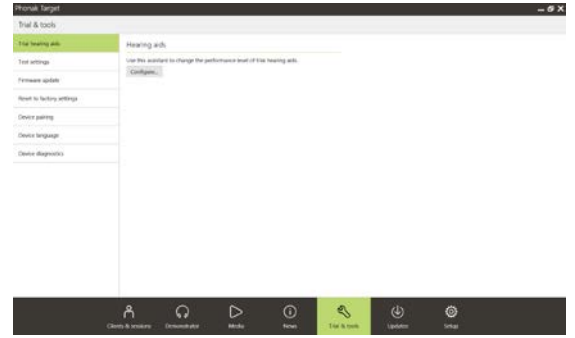 Phonak Target
Trial & tools
Trial hearing aids
Test settings
Firmware update
Reset to factory settings
Device pairing
Device language
Device diagnostics
Hearing aids
Use this assistant to change the performance level of trial hearing aids.
Configure...
Clients & sessions
Demonstrator
Media
News
Trial & tools
Updates
Setup